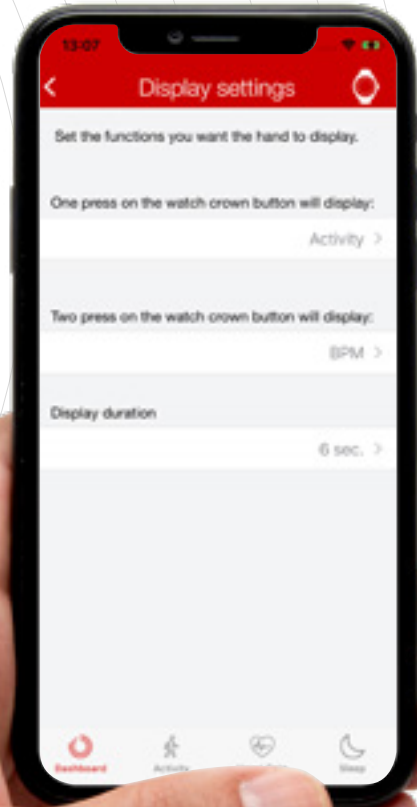 13:07
Display settings
Set the functions you want the hand to display.
One press on the watch crown button will display:
Activity
Two press on the watch crown button will display:
BPM
Display duration
6 sec.
Dashboard
Activity
Sleep